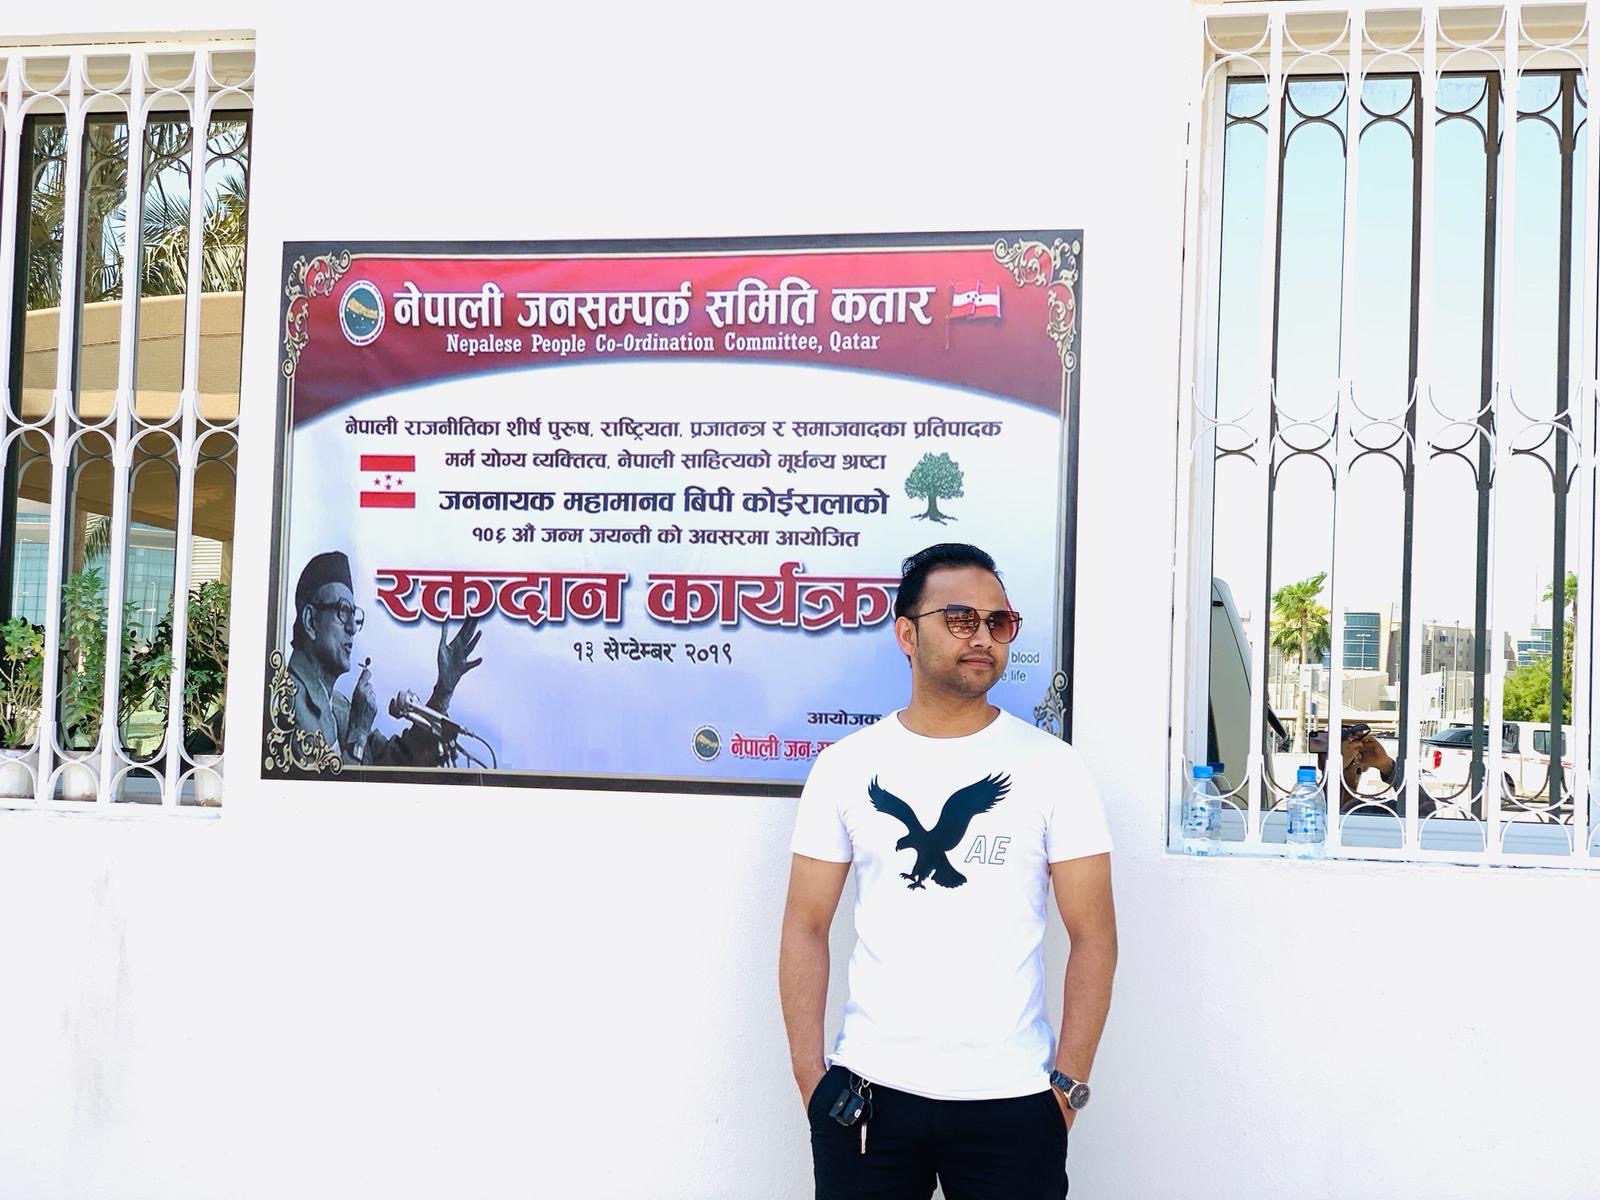 नेपाली जनसम्पर्क समिति कतार
Nepalese People Co-Ordination Committee, Qatar
नेपाली राजनीतिका शीर्ष पुरुष, राष्ट्रियता, प्रजातन्त्र र समाजवादका प्रतिपादक
मर्म योग्य व्यक्तित्व, नेपाली साहित्यको मूर्धन्य श्रष्टा
जननायक महामानव बिपी कोईरालाको
१०६ औं जन्म जयन्ती को अवसरमा आयोजित
रक्तदान
१३ सेप्टेम्बर २०१९
blood
life
आयोजक
नेपाली
AE